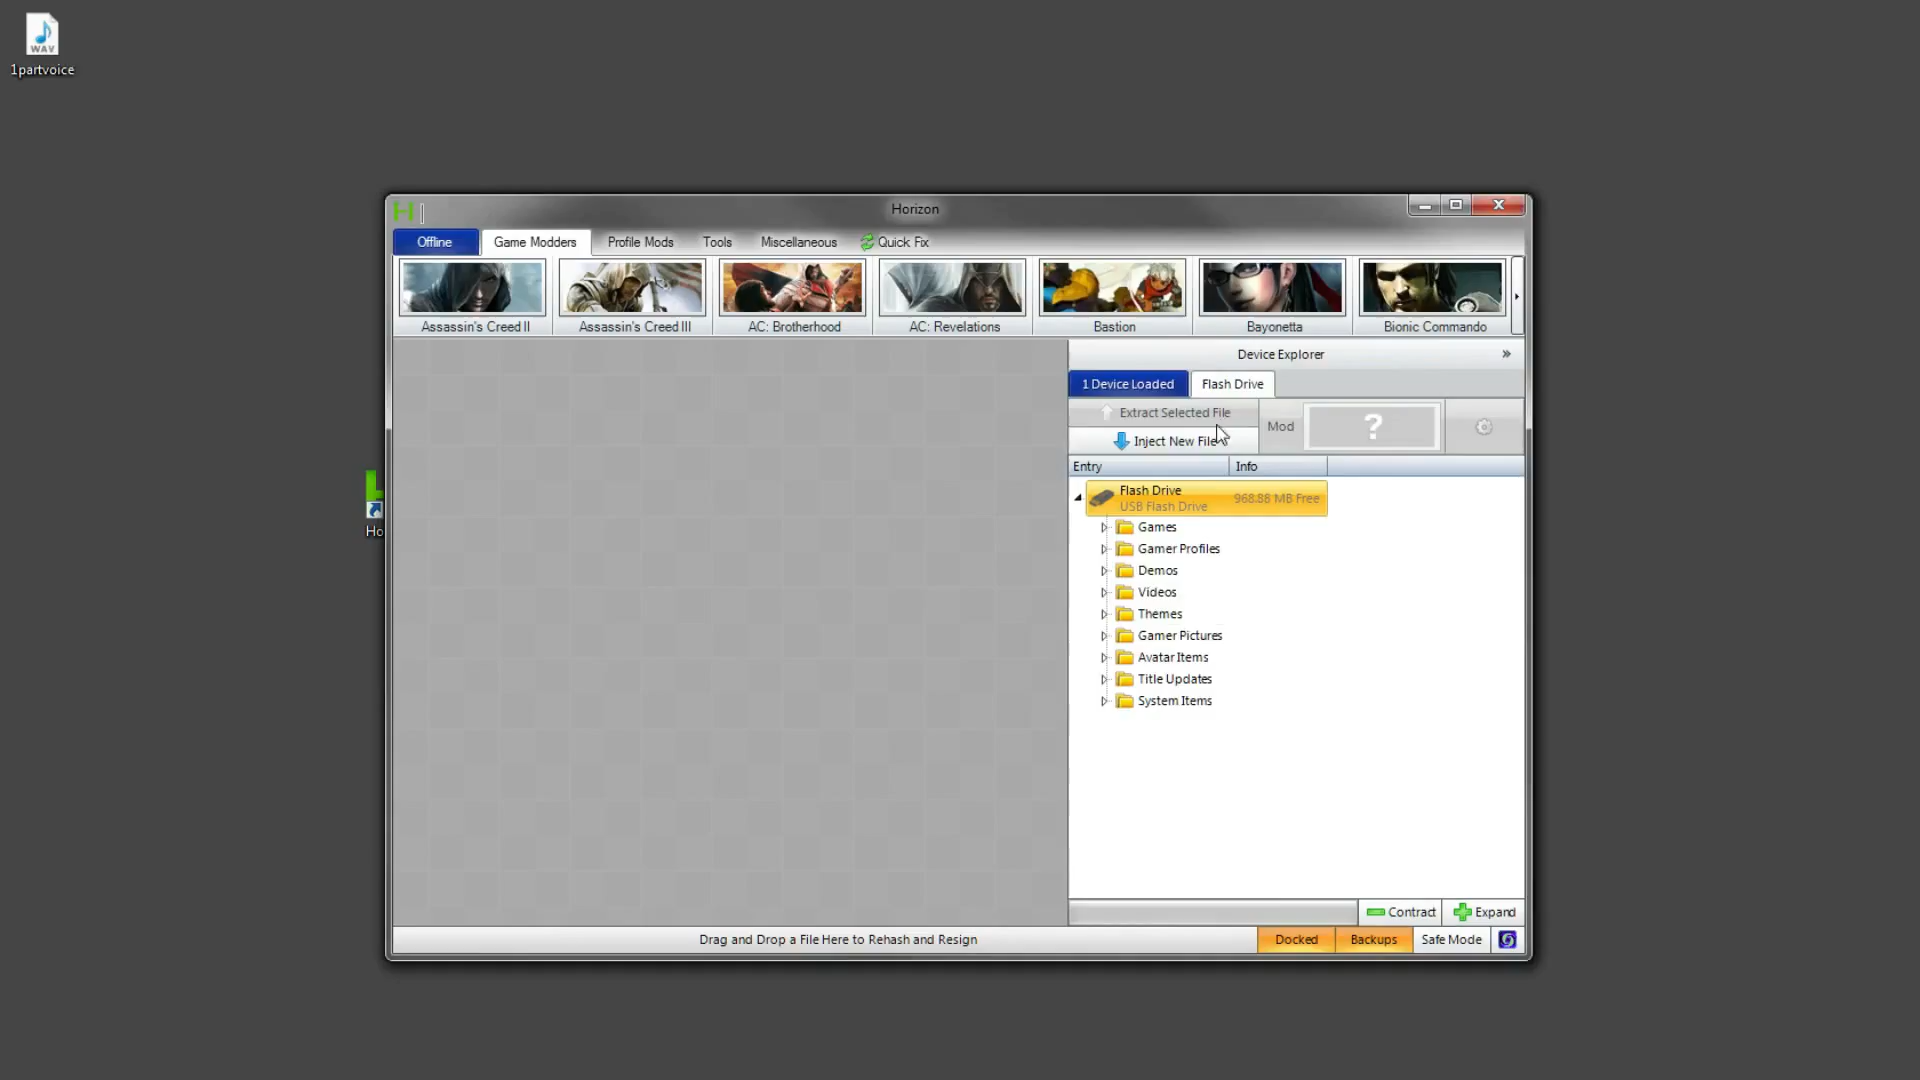 WAV
1partvoice
Horizon
Offline
Game Modders
Profile Mods
Tools
Miscellaneous
Quick Fix
Assassin's Creed II
Assassin's Creed III
AC: Brotherhood
AC: Revelations
Bastion
Bayonetta
Bionic Commando
Device Explorer
1 Device Loaded
Flash Drive
Extract Selected File
Inject New File
Mod
?
Entry
Info
Flash Drive
USB Flash Drive
968.88 MB Free
Games
Gamer Profiles
Demos
Videos
Themes
Gamer Pictures
Avatar Items
Title Updates
System Items
Ho
Contract
Expand
Drag and Drop a File Here to Rehash and Resign
Docked
Backups
Safe Mode